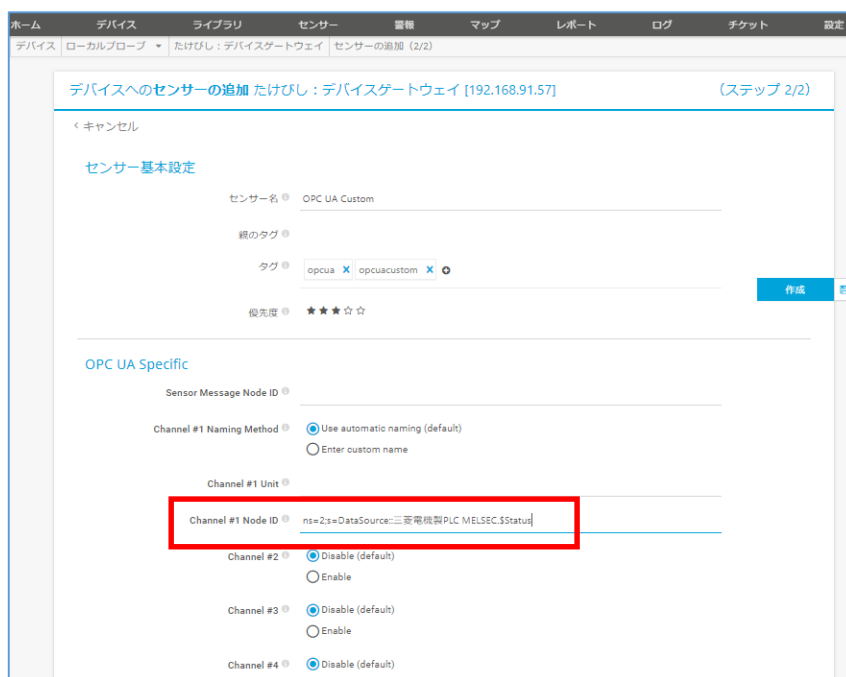 ホーム デバイス ライブラリ センサー 警報 マップ レポート ログ チケット 設定
デバイス ローカルプローブ たけびし：デバイスゲートウェイ センサーの追加 (2/2)
デバイスへのセンサーの追加 たけびし：デバイスゲートウェイ [192.168.91.57] （ステップ 2/2）
キャンセル
センサー基本設定
センサー名 OPC UA Custom
親のタグ
タグ opcua opcuacustom
作成
優先度
OPC UA Specific
Sensor Message Node ID
Channel #1 Naming Method Use automatic naming (default)
Enter custom name
Channel #1 Unit
Channel #1 Node ID ns=2;s=DataSource::三菱電機製PLC MELSEC.$Status
Channel #2 Disable (default)
Enable
Channel #3 Disable (default)
Enable
Channel #4 Disable (default)